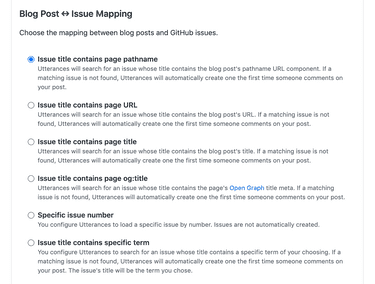 Blog Post ↔ Issue Mapping
Choose the mapping between blog posts and GitHub issues.
Issue title contains page pathname
Utterances will search for an issue whose title contains the blog post's pathname URL component. If a
matching issue is not found, Utterances will automatically create one the first time someone comments on
your post.
Issue title contains page URL
Utterances will search for an issue whose title contains the blog post's URL. If a matching issue is not
found, Utterances will automatically create one the first time someone comments on your post.
Issue title contains page title
Utterances will search for an issue whose title contains the blog post's title. If a matching issue is not
found, Utterances will automatically create one the first time someone comments on your post.
Issue title contains page og:title
Utterances will search for an issue whose title contains the page's Open Graph title meta. If a matching
issue is not found, Utterances will automatically create one the first time someone comments on your post.
Specific issue number
You configure Utterances to load a specific issue by number. Issues are not automatically created.
Issue title contains specific term
You configure Utterances to search for an issue whose title contains a specific term of your choosing. If a
matching issue is not found, Utterances will automatically create one the first time someone comments on
your post. The issue's title will be the term you chose.